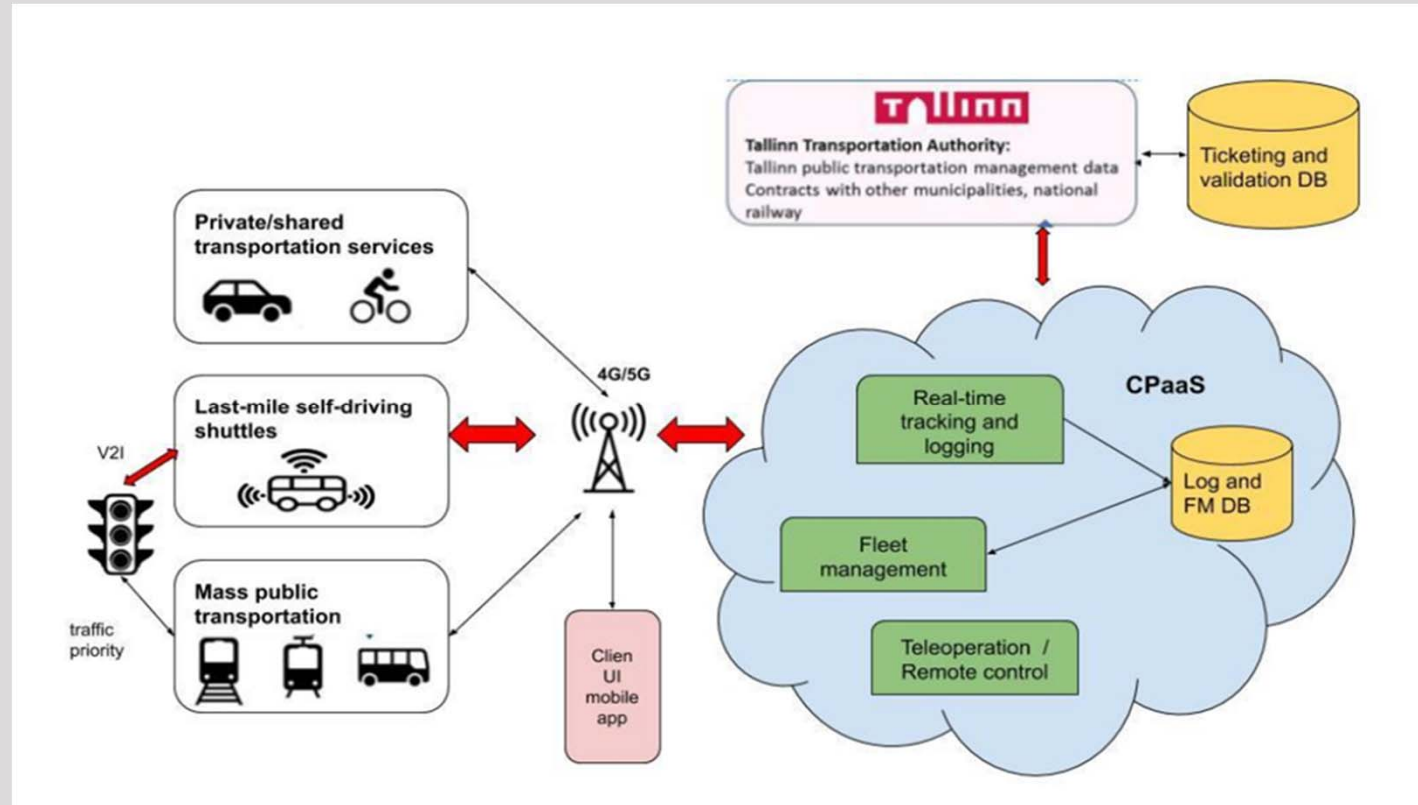 Tallinn
Tallinn Transportation Authority:
Tallinn public transportation management data
Contracts with other municipalities, national
railway
Ticketing and
validation DB
Private/shared
transportation services
4G/5G
CPaaS
Real-time
tracking and
logging
Last-mile self-driving
shuttles
V2I
Log and
FM DB
Fleet
management
Mass public
transportation
traffic
priority
Clien
UI
mobile
app
Teleoperation /
Remote control